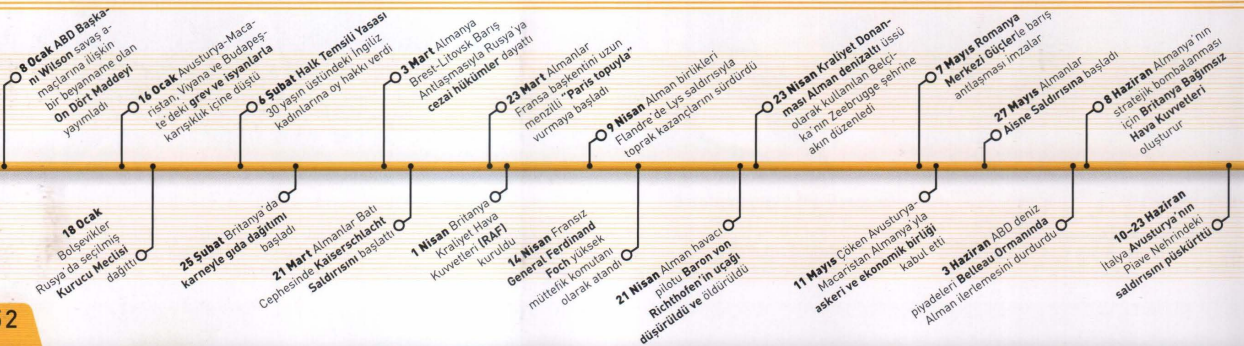 8 Ocak ABD Başka-
nı Wilson savaş a-
maçlarına ilişkin
bir beyanname olan
On Dört Maddeyi
yayımladı
16 Ocak Avusturya-Maca-
ristan, Viyana ve Budapeş-
te'deki grev ve isyanlarla
karışıklık içine düştü
6 Şubat Halk Temsili Yasası
30 yaşın üstündeki İngiliz
kadınlarına oy hakkı verdi
3 Mart Almanya
Brest-Litovsk Barış
Antlaşmasıyla Rusya'ya
cezai hükümler dayattı
23 Mart Almanlar
Fransa başkentini uzun
menzilli "Paris topuyla"
vurmaya başladı
9 Nisan Alman birlikleri
Flandre'de Lys saldırısıyla
toprak kazançlarını sürdürdü
23 Nisan Kraliyet Donan-
ması Alman denizaltı üssü
olarak kullanılan Belçi-
ka'nın Zeebrugge şehrine
akın düzenledi
7 Mayıs Romanya
Merkezi Güçlerle barış
antlaşması imzalar
27 Mayıs Almanlar
Aisne Saldırısına başladı
8 Haziran Almanya'nın
stratejik bombalanması
için Britanya Bağımsız
Hava Kuvvetleri
oluşturur
18 Ocak
Bolşevikler
Rusya'da seçilmiş
Kurucu Meclisi
dağıttı
25 Şubat Britanya'da
karneyle gıda dağıtımı
başladı
21 Mart Almanlar Batı
Cephesinde Kaiserschlacht
Saldırısını başlattı
1 Nisan Britanya
Kraliyet Hava
Kuvvetleri (RAF)
kuruldu
14 Nisan Fransız
General Ferdinand
Foch yüksek
müttefik komutanı
olarak atandı
21 Nisan Alman havacı
pilotu Baron von
Richthofen'in uçağı
düşürüldü ve öldürüldü
11 Mayıs Çöken Avusturya-
Macaristan Almanya'yla
askeri ve ekonomik birliği
kabul etti
3 Haziran ABD deniz
piyadeleri Belleau Ormanında
Alman ilerlemesini durdurdu
10–23 Haziran
İtalya Avusturya'nın
Piave Nehrindeki
saldırısını püskürttü